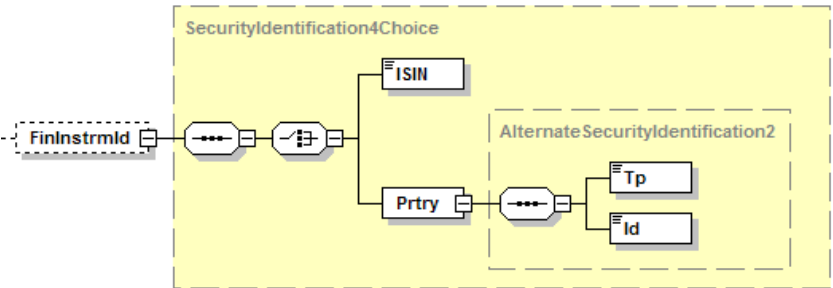 SecurityIdentification4Choice
ISIN
FinInstrmId
AlternateSecurityIdentification2
Tp
Prtry
Id